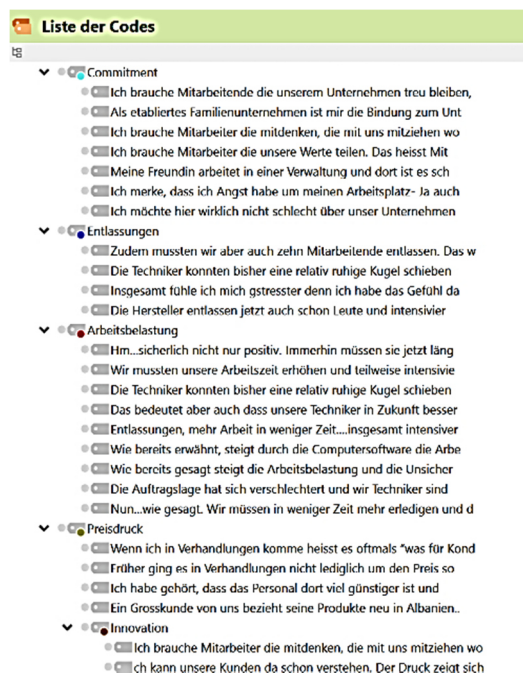 Liste der Codes
Commitment
Ich brauche Mitarbeitende die unserem Unternehmen treu bleiben,
Als etabliertes Familienunternehmen ist mir die Bindung zum Unt
Ich brauche Mitarbeiter die mitdenken, die mit uns mitziehen wo
Ich brauche Mitarbeiter die unsere Werte teilen. Das heisst Mit
Meine Freundin arbeitet in einer Verwaltung und dort ist es sch
Ich merke, dass ich Angst habe um meinen Arbeitsplatz- Ja auch
Ich möchte hier wirklich nicht schlecht über unser Unternehmen
Entlassungen
Zudem mussten wir aber auch zehn Mitarbeitende entlassen. Das w
Die Techniker konnten bisher eine relativ ruhige Kugel schieben
Insgesamt fühle ich mich gstresster denn ich habe das Gefühl da
Die Hersteller entlassen jetzt auch schon Leute und intensivier
Arbeitsbelastung
Hm...sicherlich nicht nur positiv. Immerhin müssen sie jetzt läng
Wir mussten unsere Arbeitszeit erhöhen und teilweise intensivie
Die Techniker konnten bisher eine relativ ruhige Kugel schieben
Das bedeutet aber auch dass unsere Techniker in Zukunft besser
Entlassungen, mehr Arbeit in weniger Zeit....insgesamt intensiver
Wie bereits erwähnt, steigt durch die Computersoftware die Arbe
Wie bereits gesagt steigt die Arbeitsbelastung und die Unsicher
Die Auftragslage hat sich verschlechtert und wir Techniker sind
Nun...wie gesagt. Wir müssen in weniger Zeit mehr erledigen und d
Preisdruck
Wenn ich in Verhandlungen komme heisst es oftmals "was für Kond
Früher ging es in Verhandlungen nicht lediglich um den Preis so
Ich habe gehört, dass das Personal dort viel günstiger ist und
Ein Grosskunde von uns bezieht seine Produkte neu in Albanien..
Innovation
Ich brauche Mitarbeiter die mitdenken, die mit uns mitziehen wo
ch kann unsere Kunden da schon verstehen. Der Druck zeigt sich